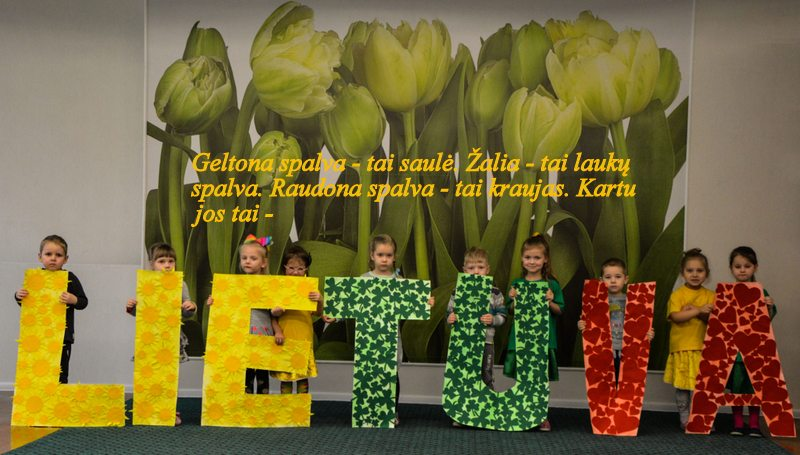 Geltona spalva - tai saulė. Žalia - tai laukų
spalva. Raudona spalva - tai kraujas. Kartu
jos tai -
LIETUVA